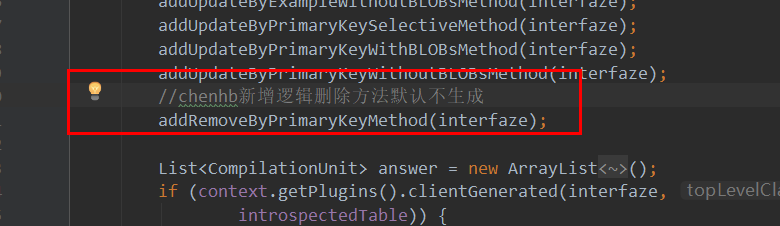 addUpdateByExampleWithoutBLOBsMethod(interfaze);
addUpdateByPrimaryKeySelectiveMethod(interfaze);
addUpdateByPrimaryKeyWithBLOBsMethod(interfaze);
addUpdateByPrimaryKeyWithoutBLOBsMethod(interfaze);
//chenhb新增逻辑删除方法默认不生成
addRemoveByPrimaryKeyMethod(interfaze);
List<CompilationUnit> answer = new ArrayList<~>();
if (context.getPlugins().clientGenerated(interfaze, topLevelCla
introspectedTable)) {